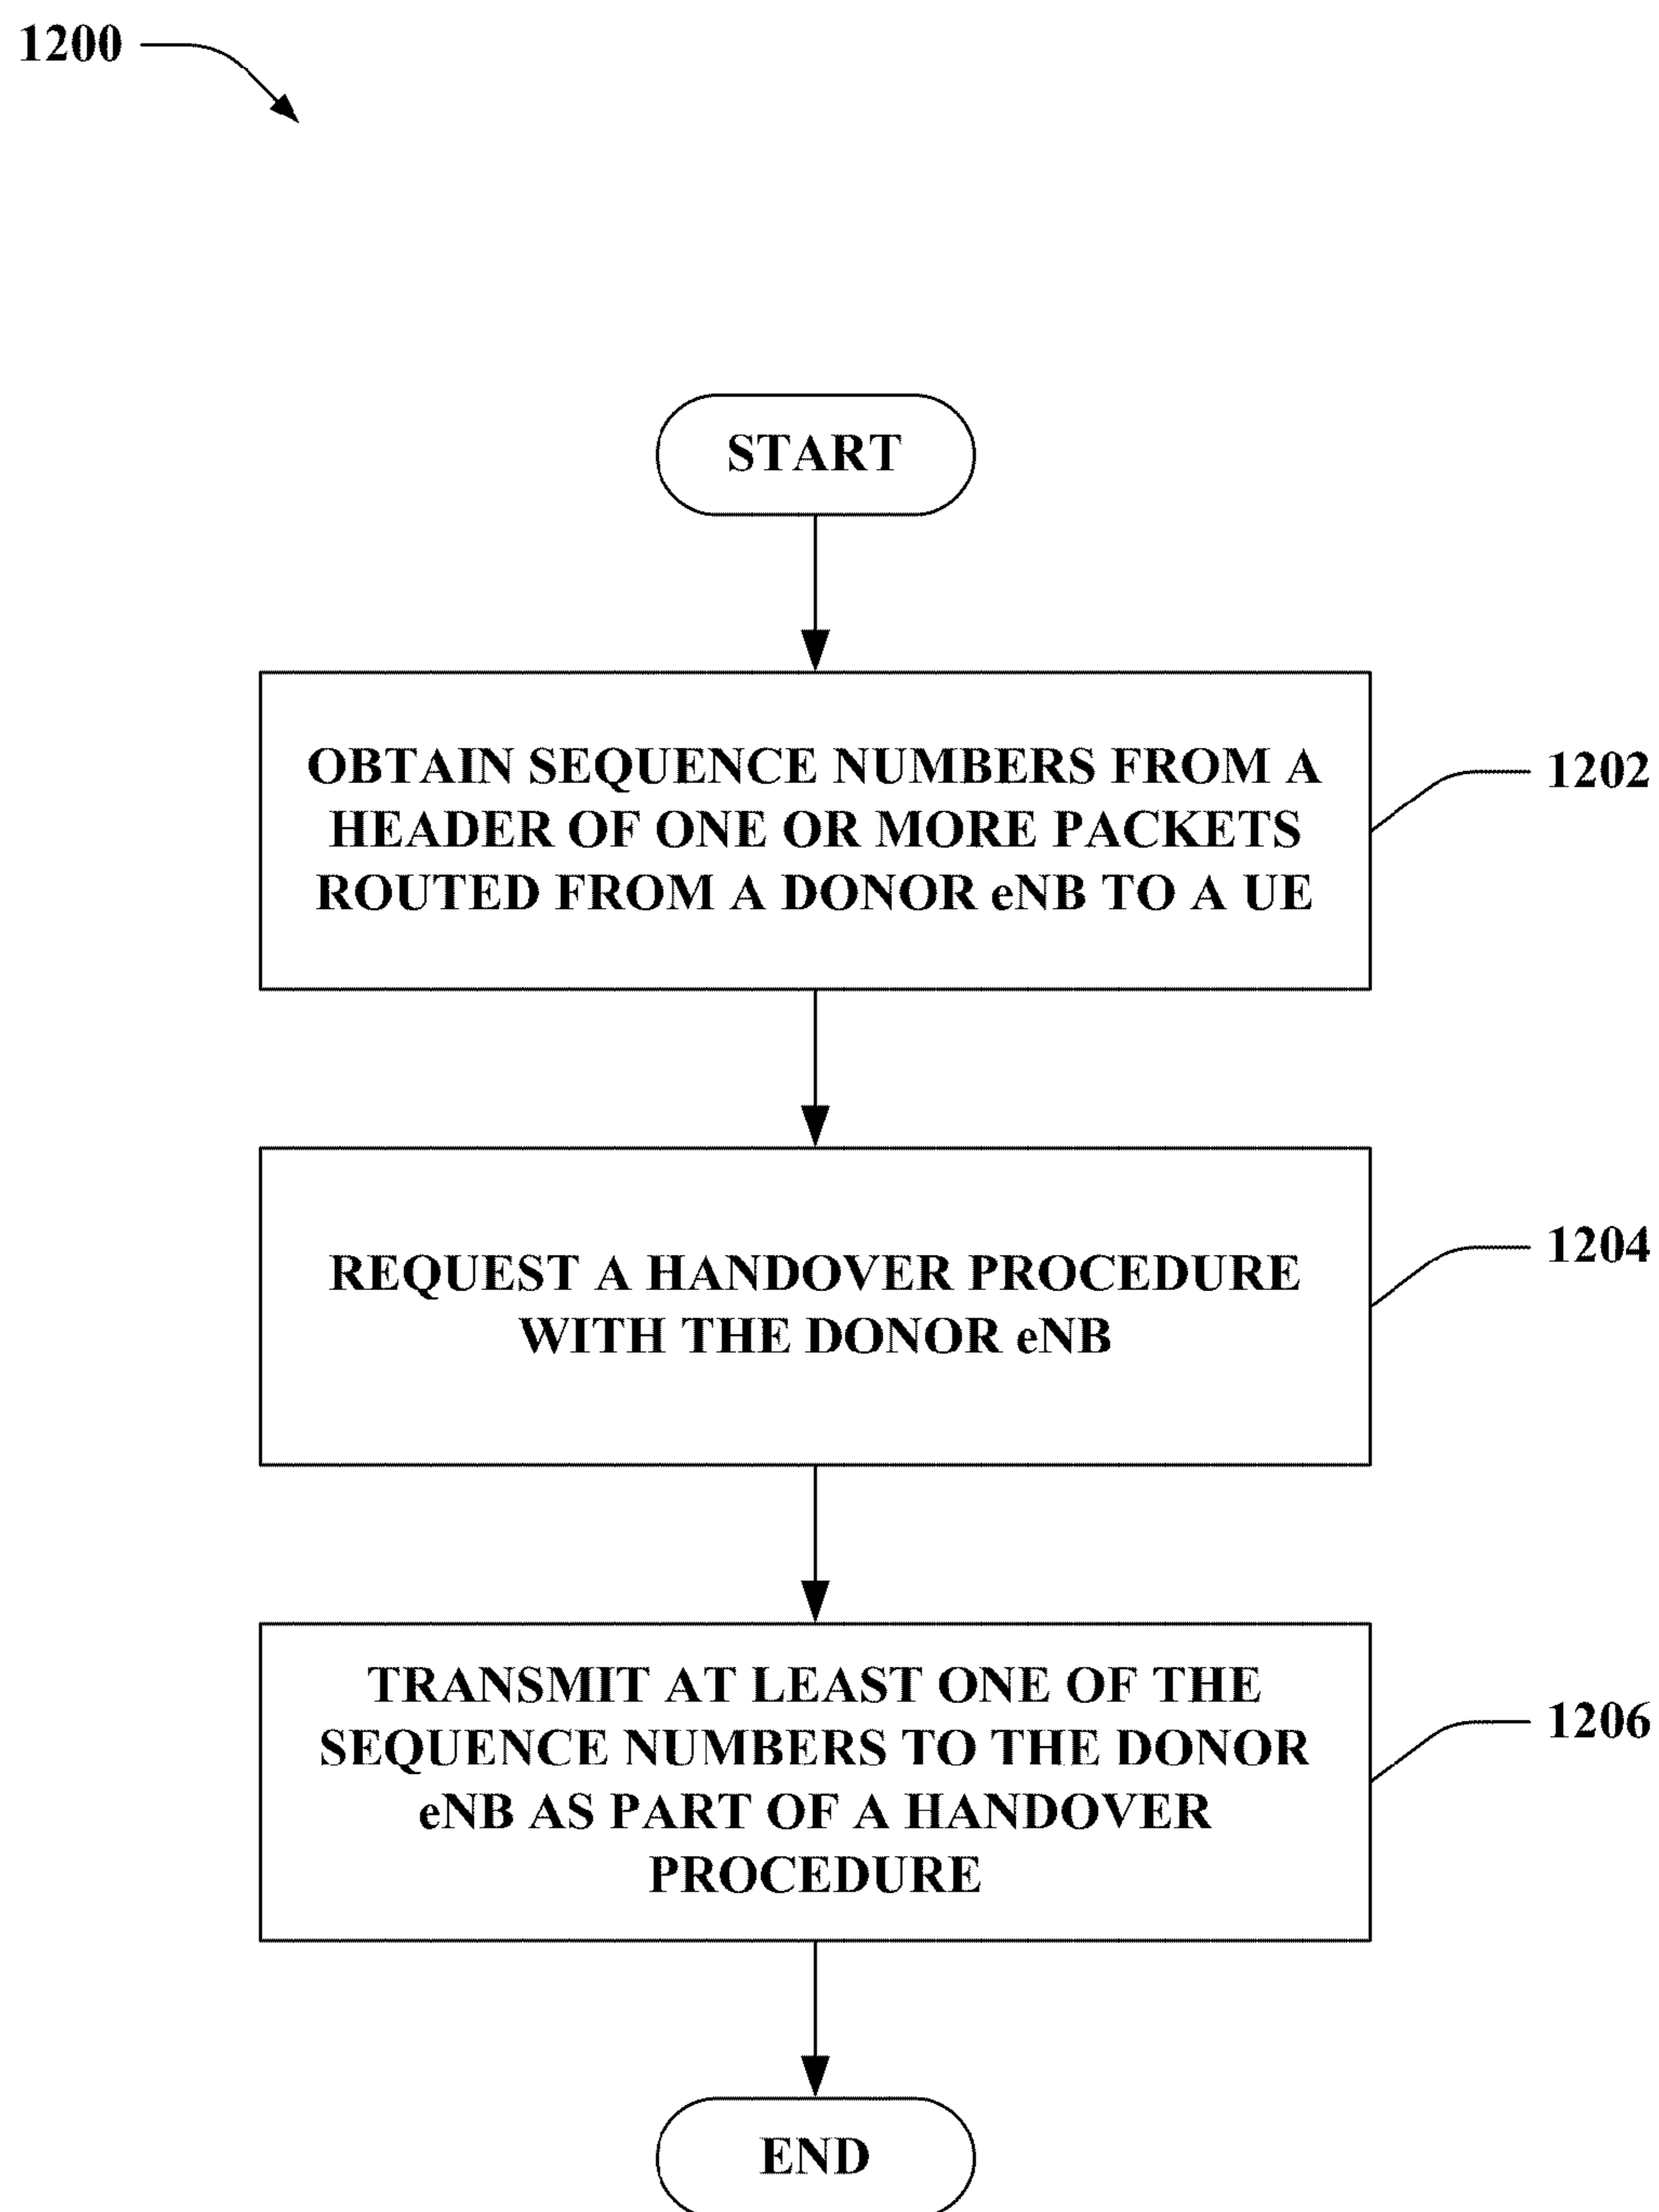 1200
START
OBTAIN SEQUENCE NUMBERS FROM A
HEADER OF ONE OR MORE PACKETS
ROUTED FROM A DONOR eNB TO A UE
1202
REQUEST A HANDOVER PROCEDURE
WITH THE DONOR eNB
1204
TRANSMIT AT LEAST ONE OF THE
SEQUENCE NUMBERS TO THE DONOR
eNB AS PART OF A HANDOVER
PROCEDURE
1206
END